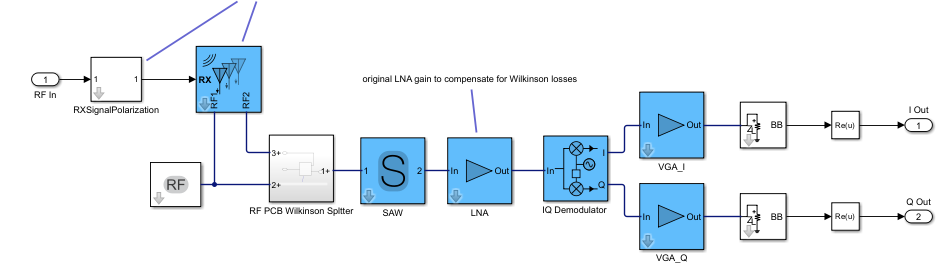 original LNA gain to compensate for Wilkinson losses
1
RF In
1
1
RXSignalPolarization
RX
RF1
RF2
RF
3+
2+
1+
RF PCB Wilkinson Spltter
1
S
2
SAW
In
Out
LNA
In
I
Q
IQ Demodulator
In
Out
VGA_I
BB
Re(u)
I Out
1
In
Out
VGA_Q
BB
Re(u)
Q Out
2